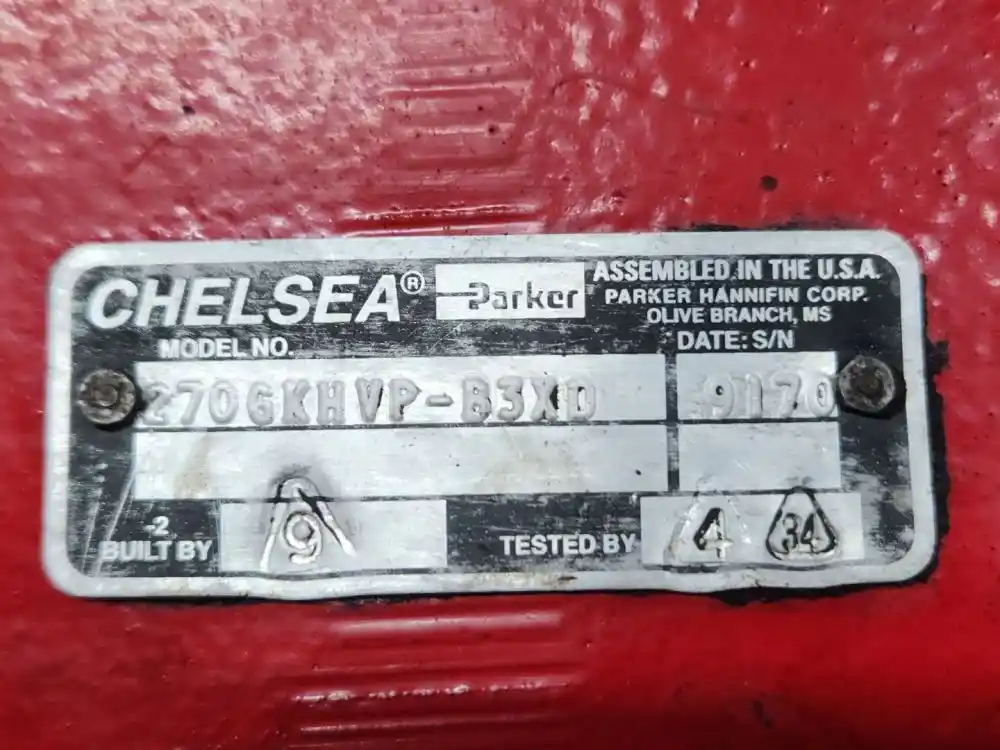 CHELSEA®
Parker
ASSEMBLED IN THE U.S.A.
PARKER HANNIFIN CORP.
OLIVE BRANCH, MS
MODEL NO.
DATE: S/N
270GKHVP-B3XD
9170
-2
BUILT BY
9
TESTED BY
4
34